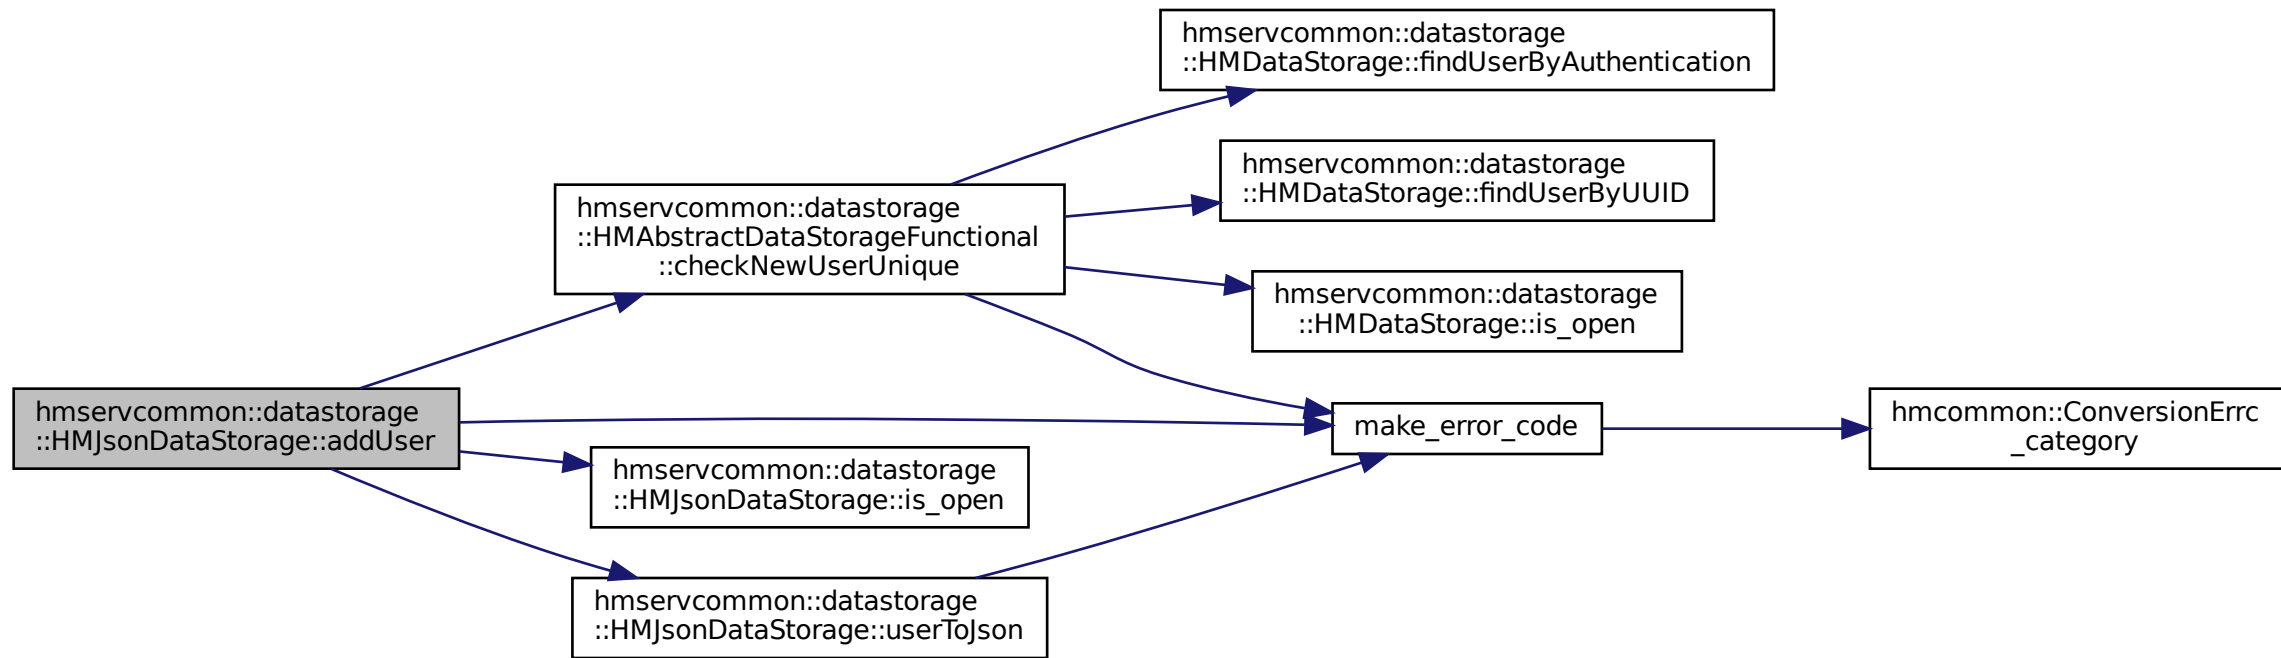 hmservcommon::datastorage
::HMJsonDataStorage::addUser
hmservcommon::datastorage
::HMAbstractDataStorageFunctional
::checkNewUserUnique
hmservcommon::datastorage
::HMDataStorage::findUserByAuthentication
hmservcommon::datastorage
::HMDataStorage::findUserByUUID
hmservcommon::datastorage
::HMDataStorage::is_open
make_error_code
hmcommon::ConversionErrc
_category
hmservcommon::datastorage
::HMJsonDataStorage::is_open
hmservcommon::datastorage
::HMJsonDataStorage::userToJson